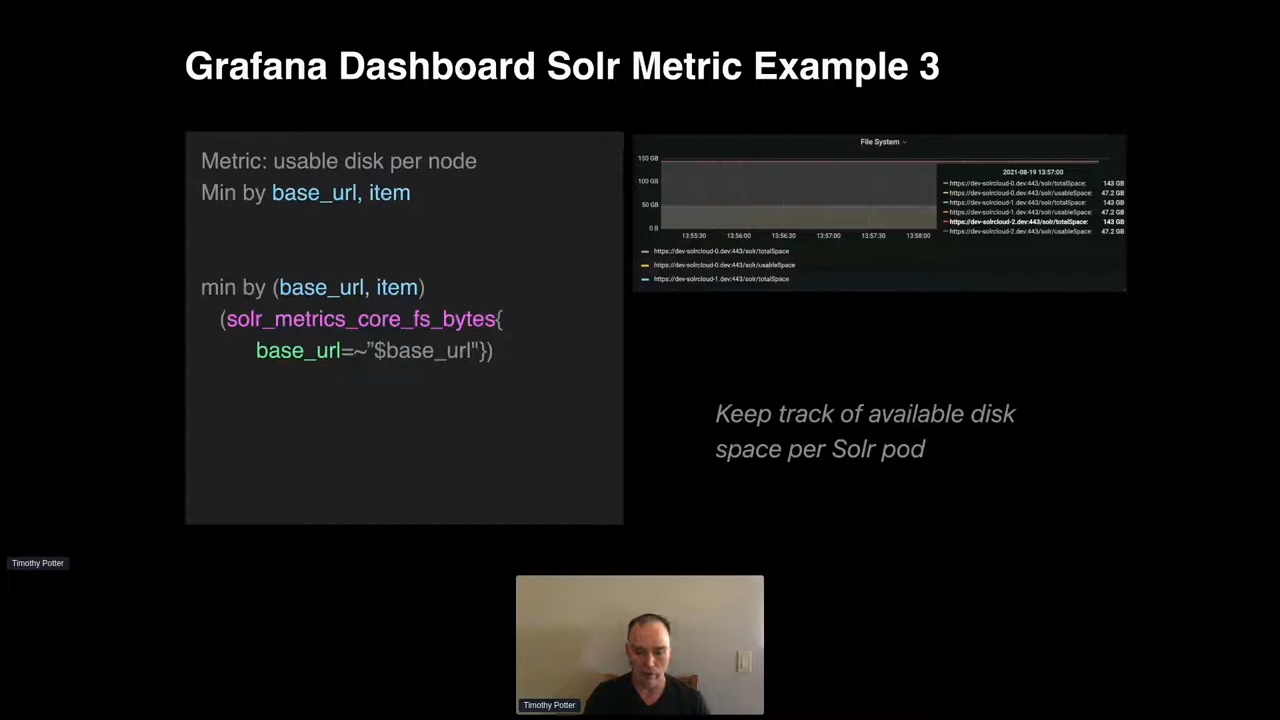 Grafana Dashboard Solr Metric Example 3
Metric: usable disk per node
Min by base_url, item
min by (base_url, item)
(solr_metrics_core_fs_bytes{
base_url=~”$base_url"})
File System
150 GB
100 GB
50 GB
0 B
13:55:30 13:56:00 13:56:30 13:57:00 13:57:30 13:58:00
2021-08-19 13:57:00
https://dev-solrcloud-0.dev:443/solr/totalSpace: 143 GB
https://dev-solrcloud-0.dev:443/solr/usableSpace: 47.2 GB
https://dev-solrcloud-1.dev:443/solr/totalSpace: 143 GB
https://dev-solrcloud-1.dev:443/solr/usableSpace: 47.2 GB
https://dev-solrcloud-2.dev:443/solr/totalSpace: 143 GB
https://dev-solrcloud-2.dev:443/solr/usableSpace: 47.2 GB
https://dev-solrcloud-0.dev:443/solr/totalSpace
https://dev-solrcloud-0.dev:443/solr/usableSpace
https://dev-solrcloud-1.dev:443/solr/totalSpace
Keep track of available disk
space per Solr pod
Timothy Potter
Timothy Potter